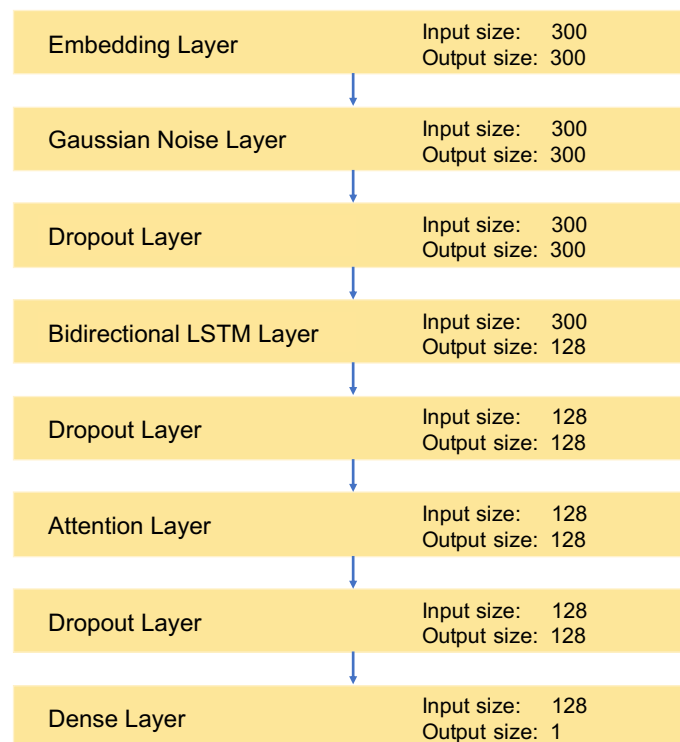 Embedding Layer
Input size: 300
Output size: 300
Gaussian Noise Layer
Input size: 300
Output size: 300
Dropout Layer
Input size: 300
Output size: 300
Bidirectional LSTM Layer
Input size: 300
Output size: 128
Dropout Layer
Input size: 128
Output size: 128
Attention Layer
Input size: 128
Output size: 128
Dropout Layer
Input size: 128
Output size: 128
Dense Layer
Input size: 128
Output size: 1